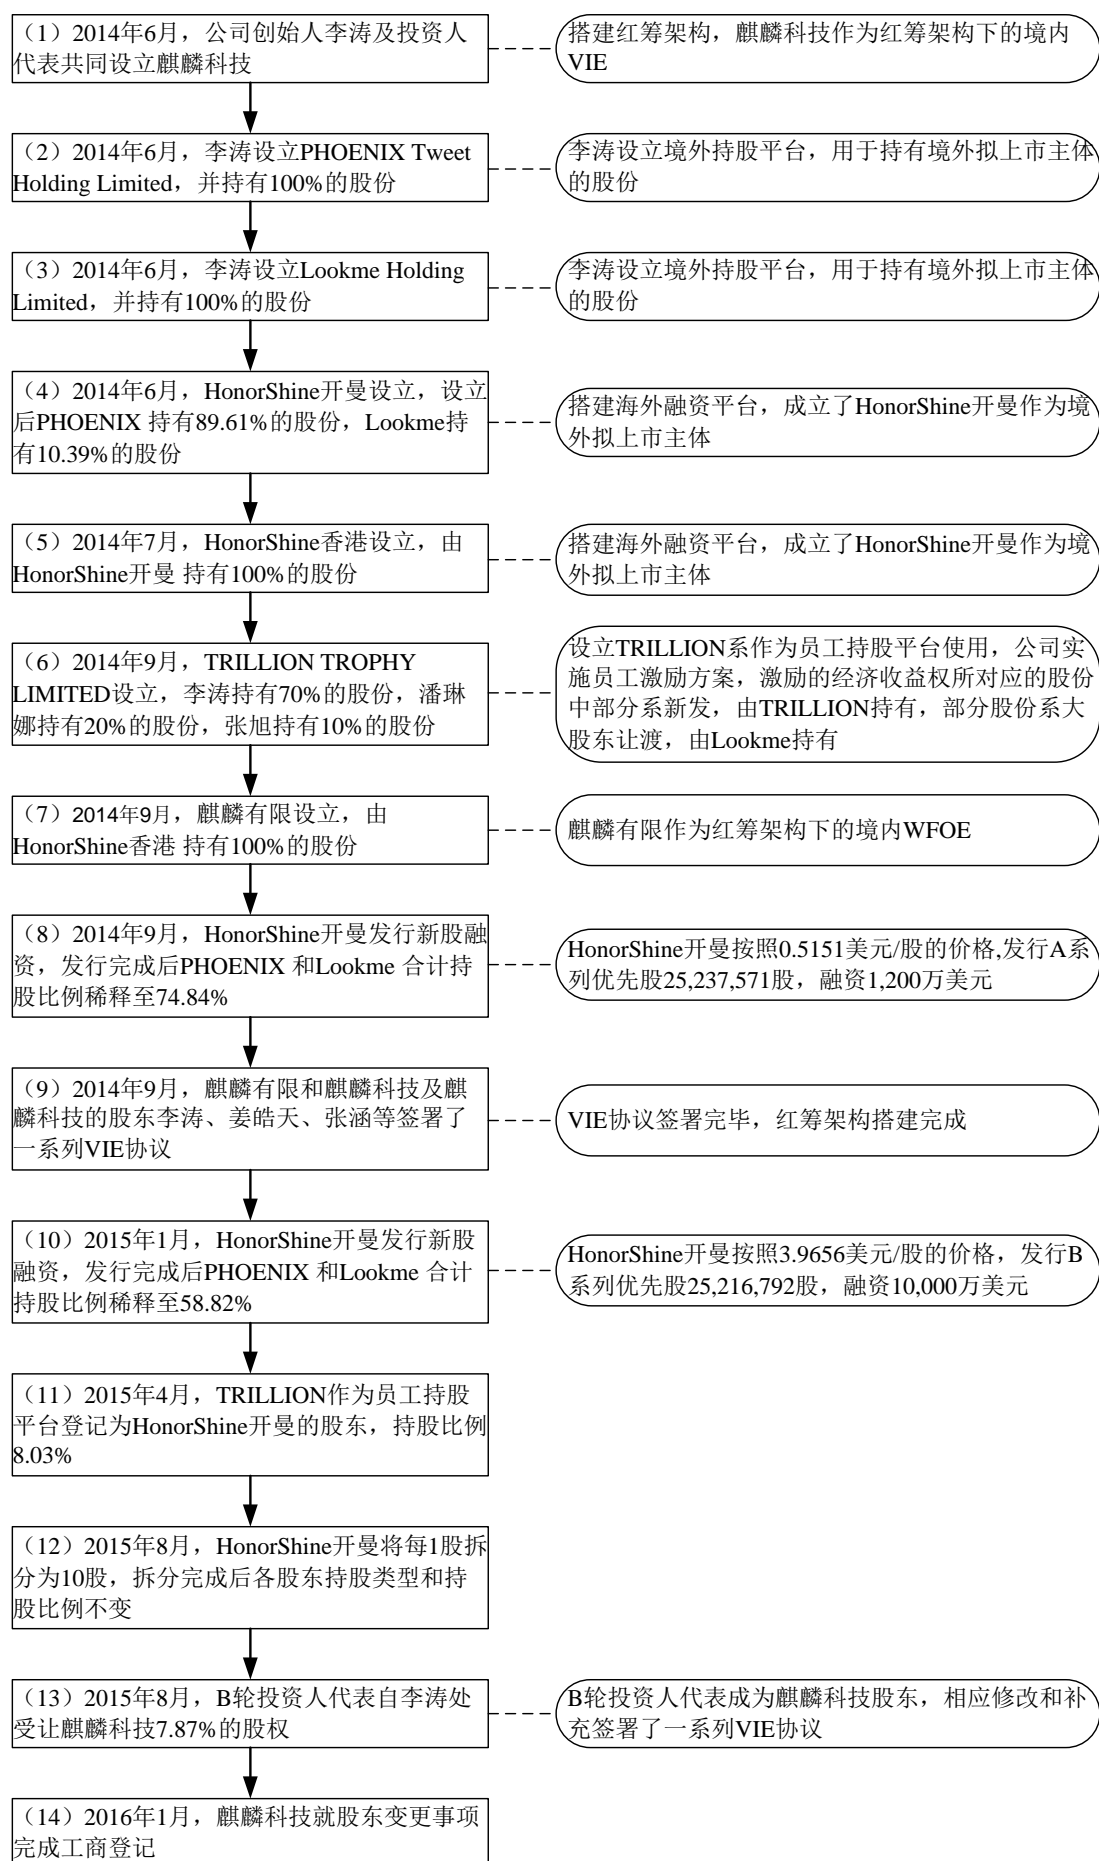 （1）2014年6月，公司创始人李涛及投资人
代表共同设立麒麟科技
搭建红筹架构，麒麟科技作为红筹架构下的境内
VIE
（2）2014年6月，李涛设立PHOENIX Tweet
Holding Limited，并持有100%的股份
李涛设立境外持股平台，用于持有境外拟上市主体
的股份
（3）2014年6月，李涛设立Lookme Holding
Limited，并持有100%的股份
李涛设立境外持股平台，用于持有境外拟上市主体
的股份
（4）2014年6月，HonorShine开曼设立，设立
后PHOENIX 持有89.61%的股份，Lookme持
有10.39%的股份
搭建海外融资平台，成立了HonorShine开曼作为境
外拟上市主体
（5）2014年7月，HonorShine香港设立，由
HonorShine开曼 持有100%的股份
搭建海外融资平台，成立了HonorShine开曼作为境
外拟上市主体
（6）2014年9月，TRILLION TROPHY
LIMITED设立，李涛持有70%的股份，潘琳
娜持有20%的股份，张旭持有10%的股份
设立TRILLION系作为员工持股平台使用，公司实
施员工激励方案，激励的经济收益权所对应的股份
中部分系新发，由TRILLION持有，部分股份系大
股东让渡，由Lookme持有
（7）2014年9月，麒麟有限设立，由
HonorShine香港 持有100%的股份
麒麟有限作为红筹架构下的境内WFOE
（8）2014年9月，HonorShine开曼发行新股融
资，发行完成后PHOENIX 和Lookme 合计持
股比例稀释至74.84%
HonorShine开曼按照0.5151美元/股的价格,发行A系
列优先股25,237,571股，融资1,200万美元
（9）2014年9月，麒麟有限和麒麟科技及麒
麟科技的股东李涛、姜皓天、张涵等签署了
一系列VIE协议
VIE协议签署完毕，红筹架构搭建完成
（10）2015年1月，HonorShine开曼发行新股
融资，发行完成后PHOENIX 和Lookme 合计
持股比例稀释至58.82%
HonorShine开曼按照3.9656美元/股的价格，发行B
系列优先股25,216,792股，融资10,000万美元
（11）2015年4月，TRILLION作为员工持股
平台登记为HonorShine开曼的股东，持股比例
8.03%
（12）2015年8月，HonorShine开曼将每1股拆
分为10股，拆分完成后各股东持股类型和持
股比例不变
（13）2015年8月，B轮投资人代表自李涛处
受让麒麟科技7.87%的股权
B轮投资人代表成为麒麟科技股东，相应修改和补
充签署了一系列VIE协议
（14）2016年1月，麒麟科技就股东变更事项
完成工商登记